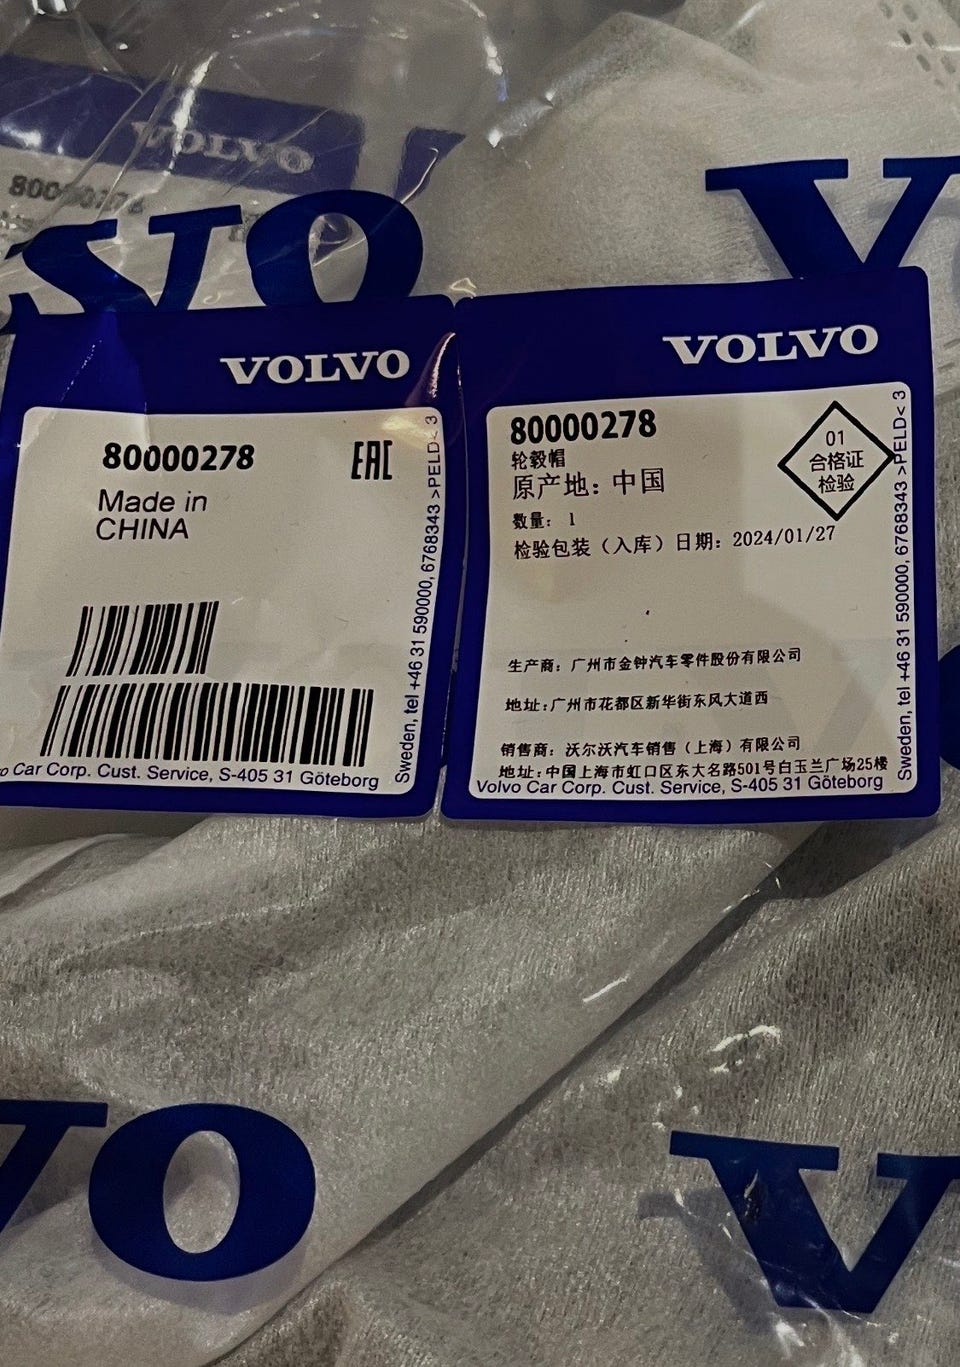 VOLVO
80000278
VOLVO
80000278
EAC
Made in
CHINA
Volvo Car Corp. Cust. Service, S-405 31 Göteborg
Sweden, tel +46 31 590000, 6768343 >PELD< 3
VOLVO
80000278
轮毂帽
原产地：中国
数量： 1
检验包装（入库）日期：2024/01/27
01
合格证
检验
生产商：广州市金钟汽车零件股份有限公司
地址:广州市花都区新华街东风大道西
销售商：沃尔沃汽车销售（上海）有限公司
地址：中国上海市虹口区东大名路501号白玉兰广场25楼
Volvo Car Corp. Cust. Service, S-405 31 Göteborg
Sweden, tel +46 31 590000, 6768343 >PELD< 3